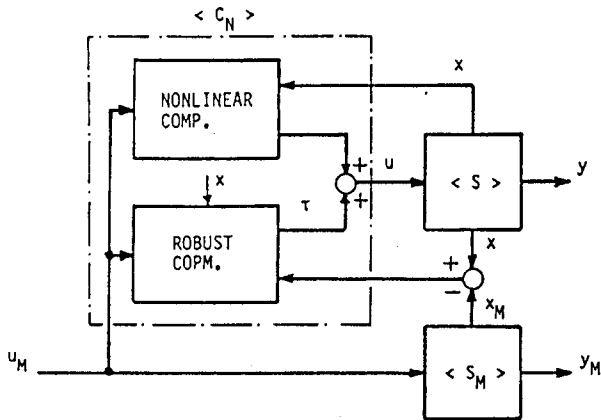 < C_N >
x
NONLINEAR
COMP.
+
u
+
< S >
y
x
τ
x
ROBUST
COPM.
+
−
x_M
u_M
< S_M >
y_M